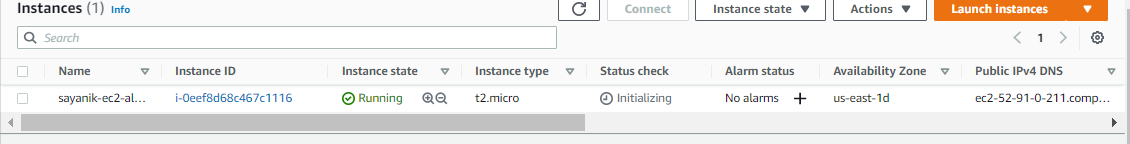 Instances (1) Info
Connect
Instance state
Actions
Launch instances
Search
1
Name Instance ID Instance state Instance type Status check Alarm status Availability Zone Public IPv4 DNS
sayanik-ec2-al... i-0eef8d68c467c1116 Running t2.micro Initializing No alarms + us-east-1d ec2-52-91-0-211.comp...